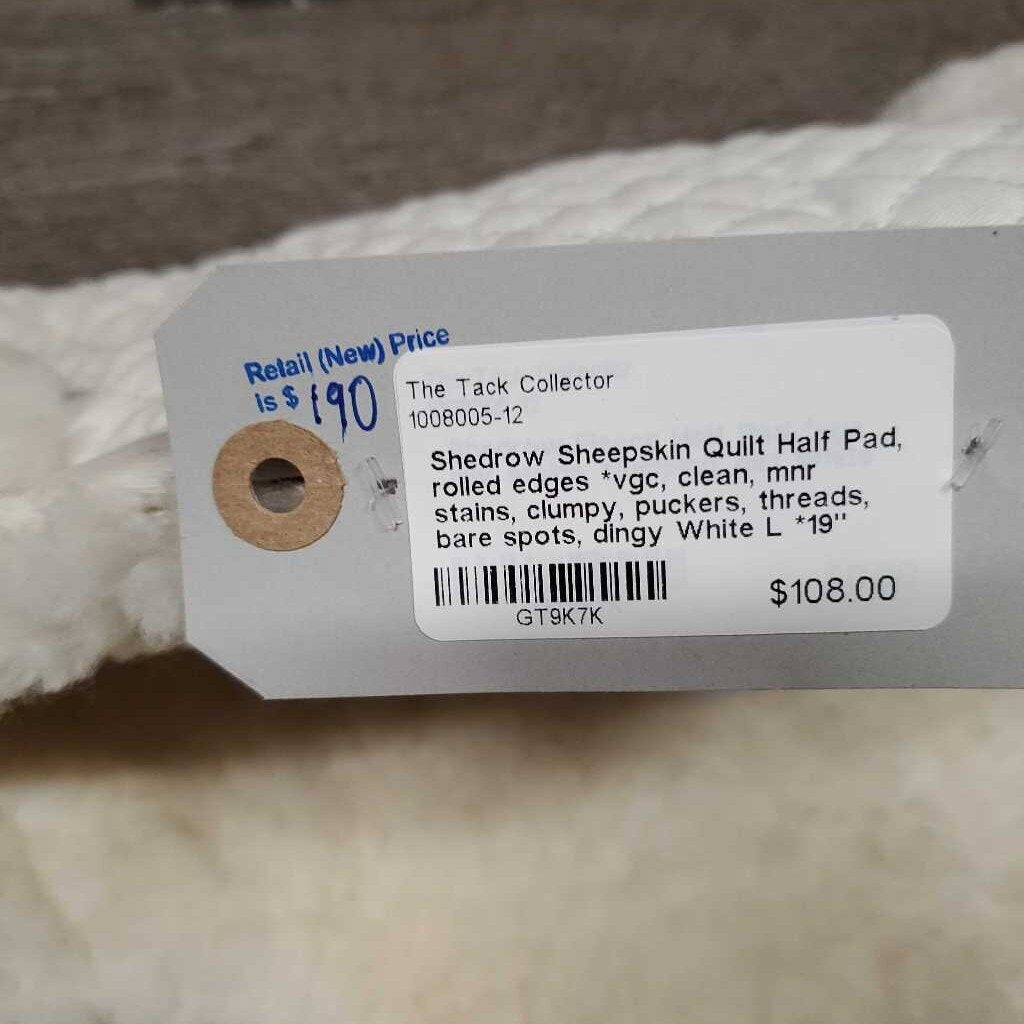 Retail (New) Price
is $ 190
The Tack Collector
1008005-12
Shedrow Sheepskin Quilt Half Pad,
rolled edges *vgc, clean, mnr
stains, clumpy, puckers, threads,
bare spots, dingy White L *19"
$108.00
GT9K7K